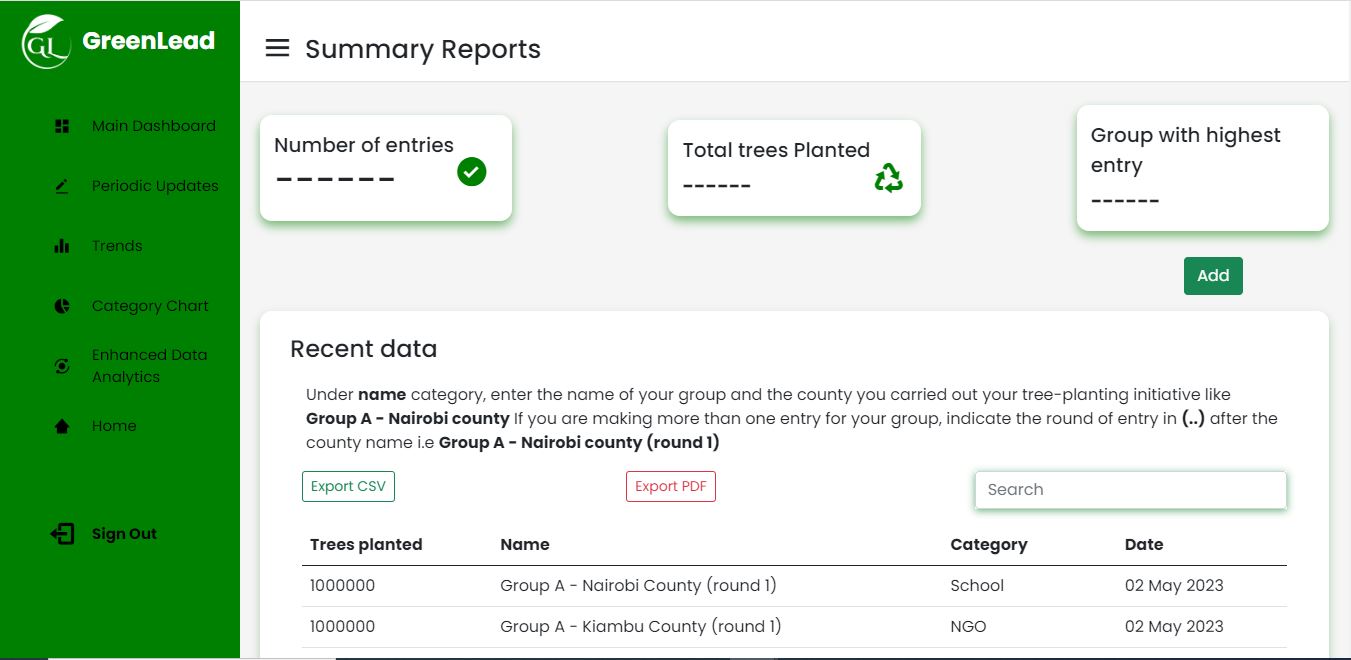 GL
GreenLead
Main Dashboard
Periodic Updates
Trends
Category Chart
Enhanced Data
Analytics
Home
Sign Out
Summary Reports
Number of entries
------
Total trees Planted
------
Group with highest
entry
------
Add
Recent data
Under name category, enter the name of your group and the county you carried out your tree-planting initiative like
Group A - Nairobi county If you are making more than one entry for your group, indicate the round of entry in (..) after the
county name i.e Group A - Nairobi county (round 1)
Export CSV
Export PDF
Search
Trees planted Name Category Date
1000000 Group A - Nairobi County (round 1) School 02 May 2023
1000000 Group A - Kiambu County (round 1) NGO 02 May 2023